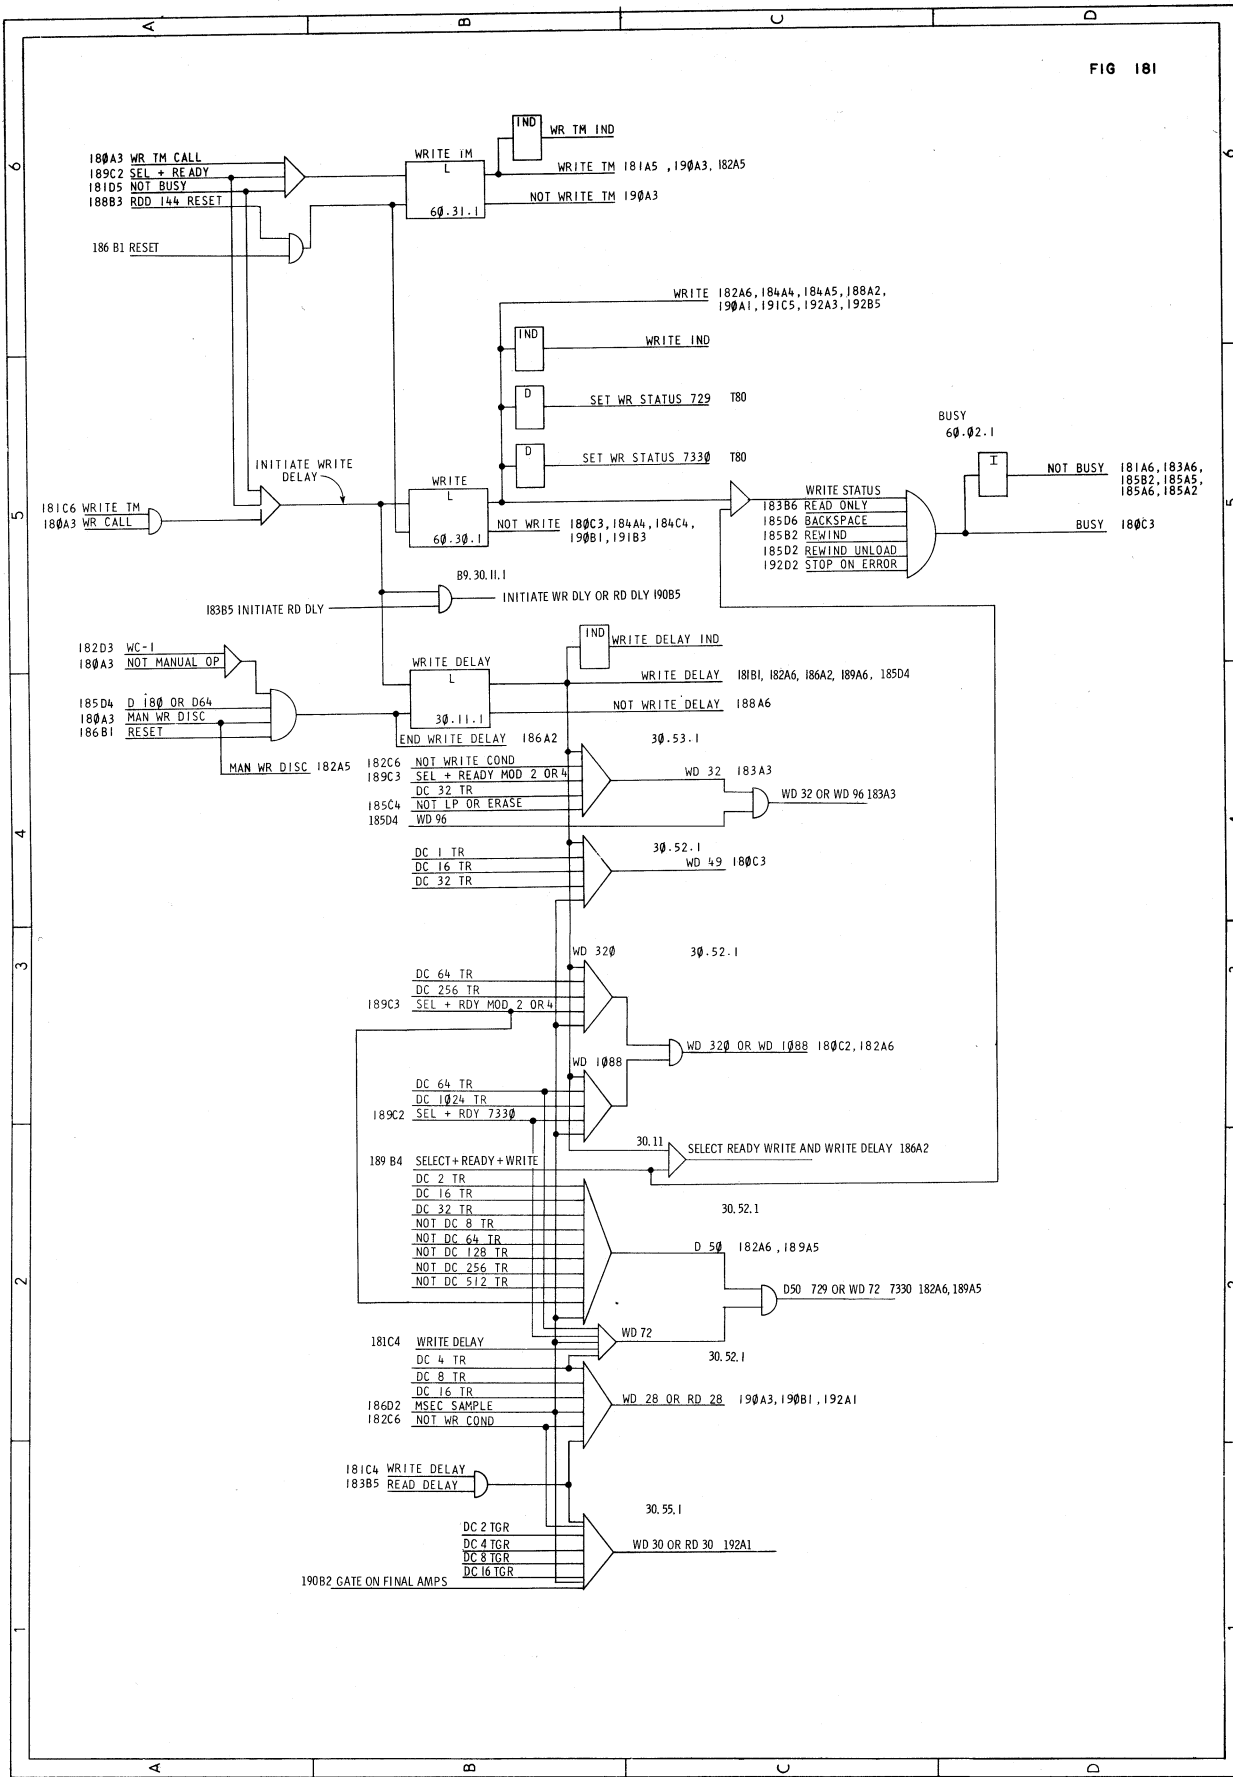 A B C D
FIG 181
6 6
IND WR TM IND
WRITE TM
L
60.31.1
180A3 WR TM CALL
189C2 SEL + READY
181D5 NOT BUSY
188B3 RDD 144 RESET
186 B1 RESET
WRITE TM 181A5 , 190A3, 182A5
NOT WRITE TM 190A3
WRITE 182A6, 184A4, 184A5, 188A2,
190A1, 191C5, 192A3, 192B5
IND WRITE IND
D SET WR STATUS 729 T80
D SET WR STATUS 7330 T80
BUSY
60.02.1
I NOT BUSY 181A6, 183A6,
185B2, 185A5,
185A6, 185A2
BUSY 180C3
INITIATE WRITE
DELAY
WRITE
L
60.30.1
5
181C6 WRITE TM
180A3 WR CALL
NOT WRITE 180C3, 184A4, 184C4,
190B1, 191B3
WRITE STATUS
183B6 READ ONLY
185D6 BACKSPACE
185B2 REWIND
185D2 REWIND UNLOAD
192D2 STOP ON ERROR
5
B9.30.11.1
183B5 INITIATE RD DLY
INITIATE WR DLY OR RD DLY 190B5
IND WRITE DELAY IND
182D3 WC-1
180A3 NOT MANUAL OP
185D4 D 180 OR D64
180A3 MAN WR DISC
186B1 RESET
MAN WR DISC 182A5
WRITE DELAY
L
30.11.1
WRITE DELAY 181B1, 182A6, 186A2, 189A6, 185D4
NOT WRITE DELAY 188A6
END WRITE DELAY 186A2
30.53.1
182C6 NOT WRITE COND
189C3 SEL + READY MOD 2 OR 4
DC 32 TR
185C4 NOT LP OR ERASE
185D4 WD 96
WD 32 183A3
WD 32 OR WD 96 183A3
4 4
DC 1 TR
DC 16 TR
DC 32 TR
30.52.1
WD 49 180C3
3 3
WD 320
30.52.1
DC 64 TR
DC 256 TR
189C3 SEL + RDY MOD 2 OR 4
WD 320 OR WD 1088 180C2, 182A6
WD 1088
DC 64 TR
DC 1024 TR
189C2 SEL + RDY 7330
30.11
SELECT READY WRITE AND WRITE DELAY 186A2
189 B4 SELECT+READY+WRITE
DC 2 TR
DC 16 TR
DC 32 TR
NOT DC 8 TR
NOT DC 64 TR
NOT DC 128 TR
NOT DC 256 TR
NOT DC 512 TR
30.52.1
D 50 182A6 , 189A5
2 2
D50 729 OR WD 72 7330 182A6, 189A5
WD 72
30.52.1
181C4 WRITE DELAY
DC 4 TR
DC 8 TR
DC 16 TR
186D2 MSEC SAMPLE
182C6 NOT WR COND
WD 28 OR RD 28 190A3, 190B1, 192A1
181C4 WRITE DELAY
183B5 READ DELAY
30.55.1
DC 2 TGR
DC 4 TGR
DC 8 TGR
DC 16 TGR
190B2 GATE ON FINAL AMPS
WD 30 OR RD 30 192A1
1 1
A B C D